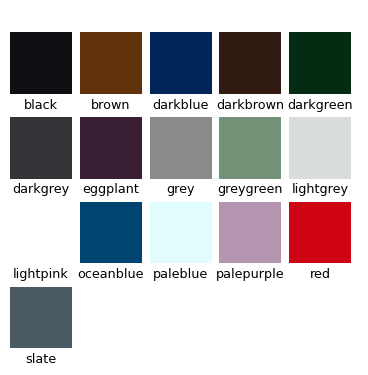 black brown darkblue darkbrown darkgreen
darkgrey eggplant grey greygreen lightgrey
lightpink oceanblue paleblue palepurple red
slate